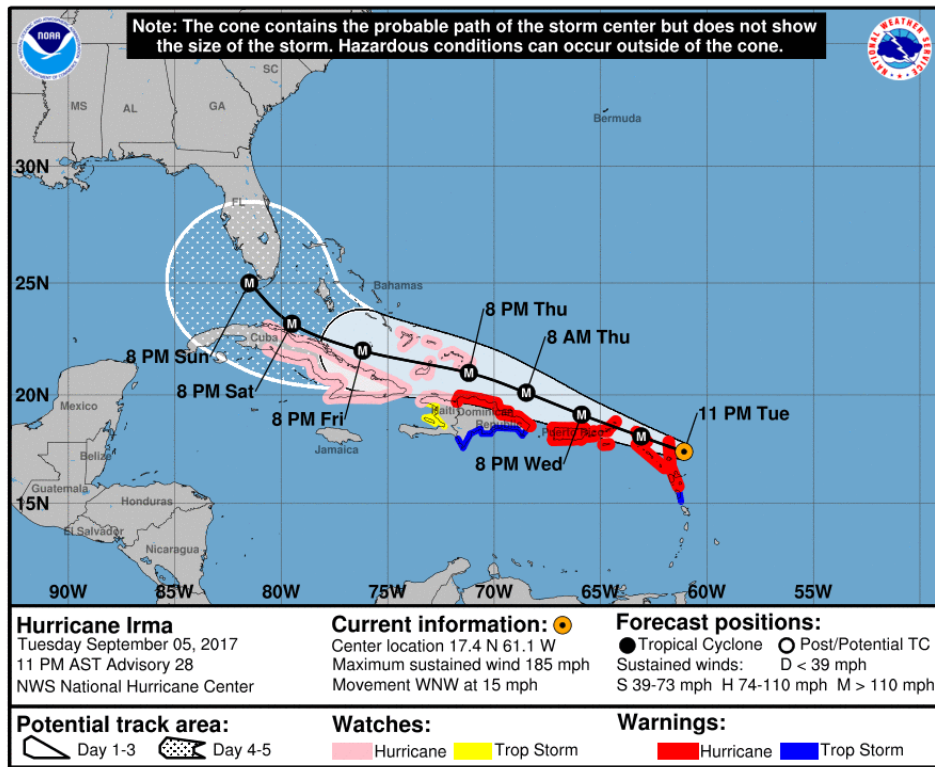 Note: The cone contains the probable path of the storm center but does not show
the size of the storm. Hazardous conditions can occur outside of the cone.
NOAA
NATIONAL WEATHER SERVICE
SC
MS
AL
GA
Bermuda
30N
FL
25N
Bahamas
8 PM Thu
8 AM Thu
Cuba
8 PM Sun
8 PM Sat
20N
11 PM Tue
Mexico
8 PM Fri
Haiti
Dominican
Republic
Puerto Rico
Jamaica
Belize
8 PM Wed
Guatemala
Honduras
15N
El Salvador
Nicaragua
90W
85W
80W
75W
70W
65W
60W
55W
Hurricane Irma
Tuesday September 05, 2017
11 PM AST Advisory 28
NWS National Hurricane Center
Current information:
Center location 17.4 N 61.1 W
Maximum sustained wind 185 mph
Movement WNW at 15 mph
Forecast positions:
Tropical Cyclone Post/Potential TC
Sustained winds: D < 39 mph
S 39-73 mph H 74-110 mph M > 110 mph
Potential track area:
Day 1-3 Day 4-5
Watches:
Hurricane Trop Storm
Warnings:
Hurricane Trop Storm
M
M
M
M
M
M
M